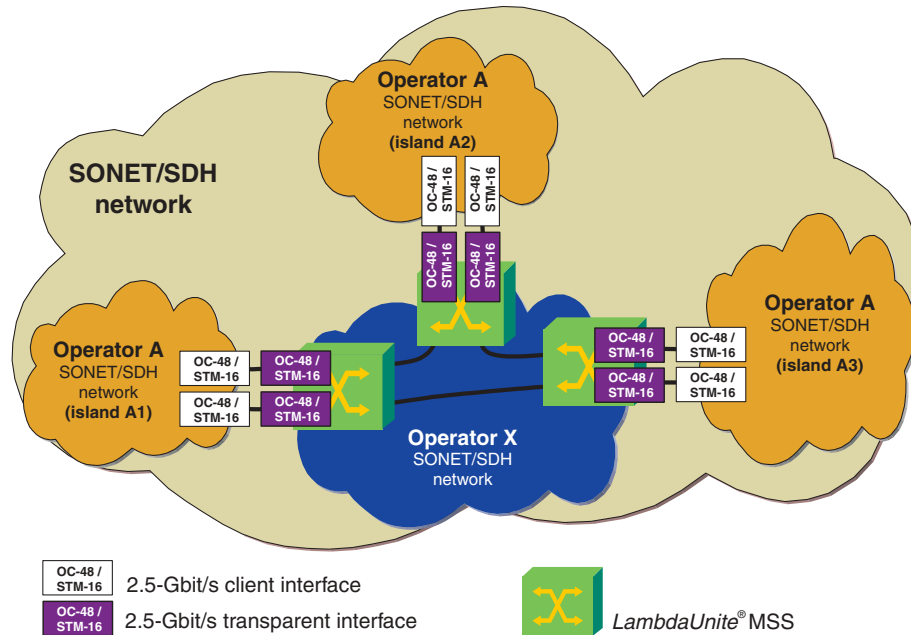 Operator A
SONET/SDH
network
(island A2)
SONET/SDH
network
OC-48 /
STM-16
OC-48 /
STM-16
OC-48 /
STM-16
OC-48 /
STM-16
Operator A
SONET/SDH
network
(island A1)
OC-48 /
STM-16
OC-48 /
STM-16
OC-48 /
STM-16
OC-48 /
STM-16
OC-48 /
STM-16
OC-48 /
STM-16
OC-48 /
STM-16
OC-48 /
STM-16
Operator A
SONET/SDH
network
(island A3)
Operator X
SONET/SDH
network
OC-48 /
STM-16
2.5-Gbit/s client interface
OC-48 /
STM-16
2.5-Gbit/s transparent interface
LambdaUnite® MSS